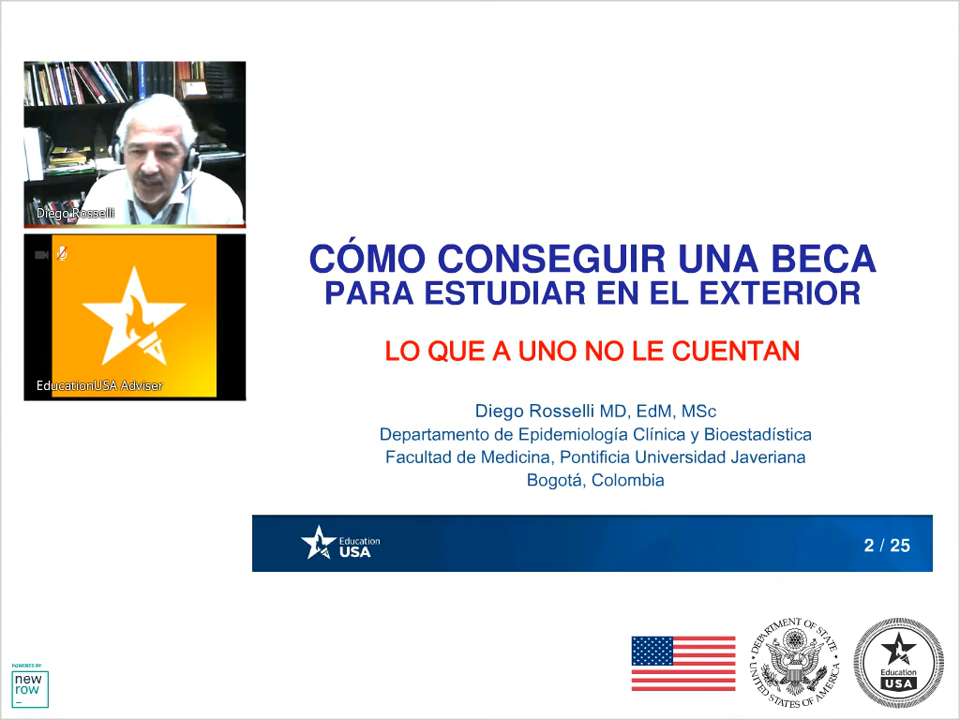 Diego Rosselli
EducationUSA Adviser
CÓMO CONSEGUIR UNA BECA
PARA ESTUDIAR EN EL EXTERIOR
LO QUE A UNO NO LE CUENTAN
Diego Rosselli MD, EdM, MSc
Departamento de Epidemiología Clínica y Bioestadística
Facultad de Medicina, Pontificia Universidad Javeriana
Bogotá, Colombia
Education
USA
2 / 25
POWERED BY
new
row
DEPARTMENT OF STATE
UNITED STATES OF AMERICA
Education
USA